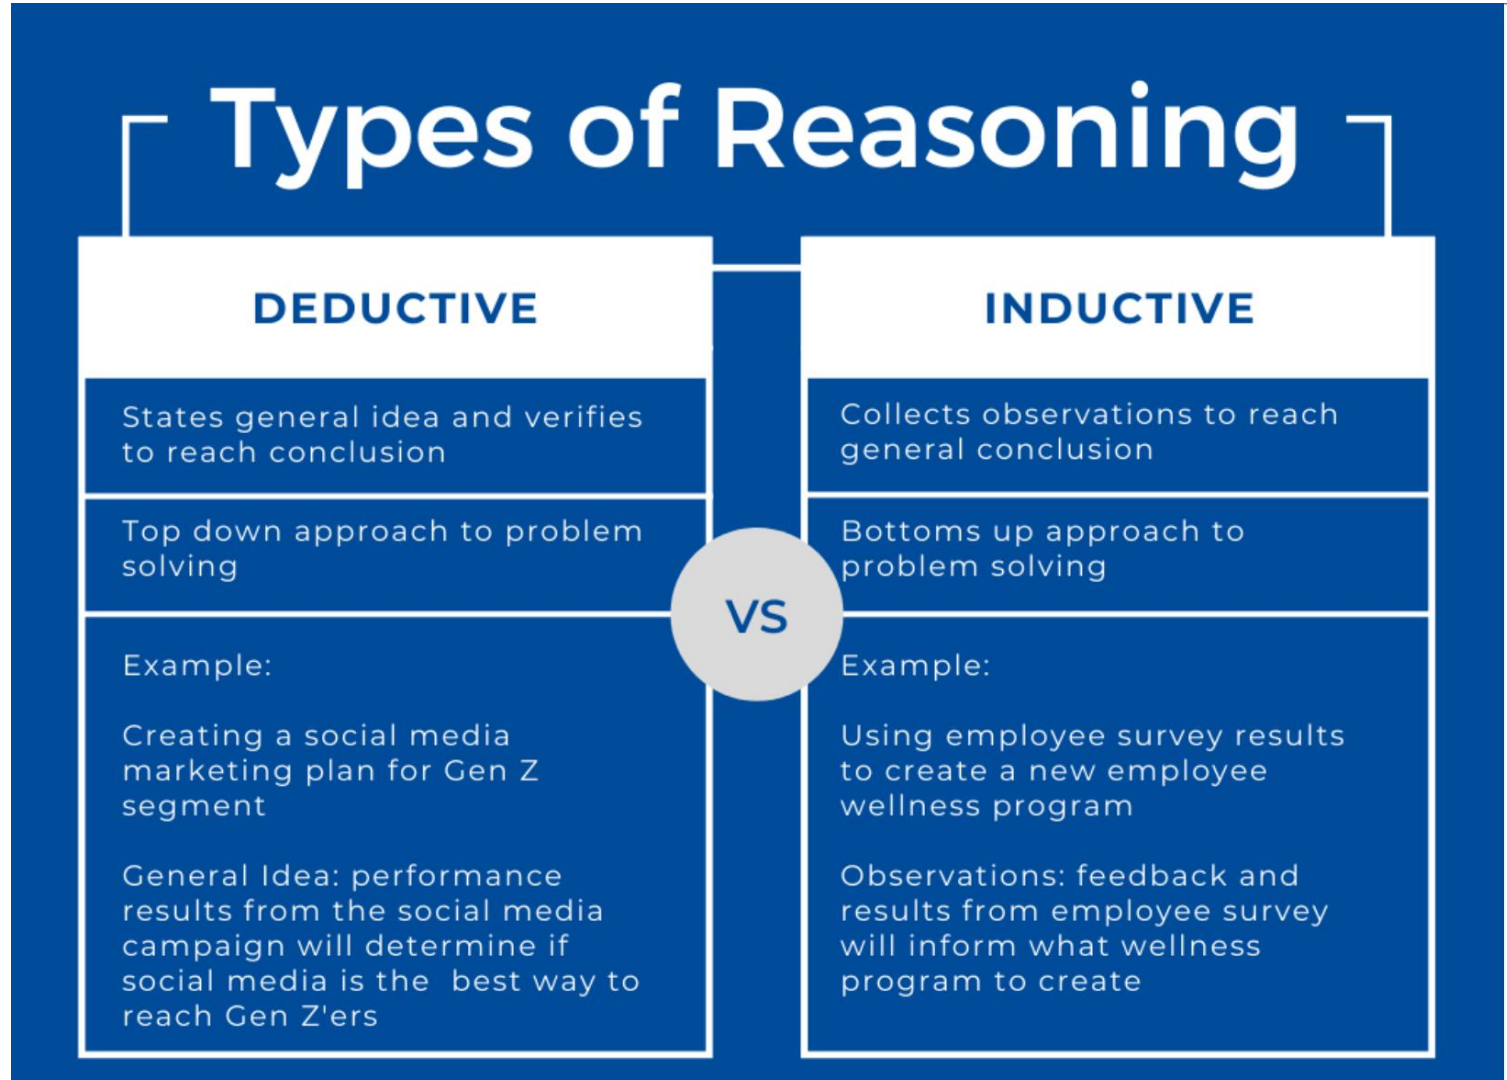 Types of Reasoning
DEDUCTIVE
States general idea and verifies
to reach conclusion
Top down approach to problem
solving
Example:
Creating a social media
marketing plan for Gen Z
segment
General Idea: performance
results from the social media
campaign will determine if
social media is the  best way to
reach Gen Z'ers
VS
INDUCTIVE
Collects observations to reach
general conclusion
Bottoms up approach to
problem solving
Example:
Using employee survey results
to create a new employee
wellness program
Observations: feedback and
results from employee survey
will inform what wellness
program to create